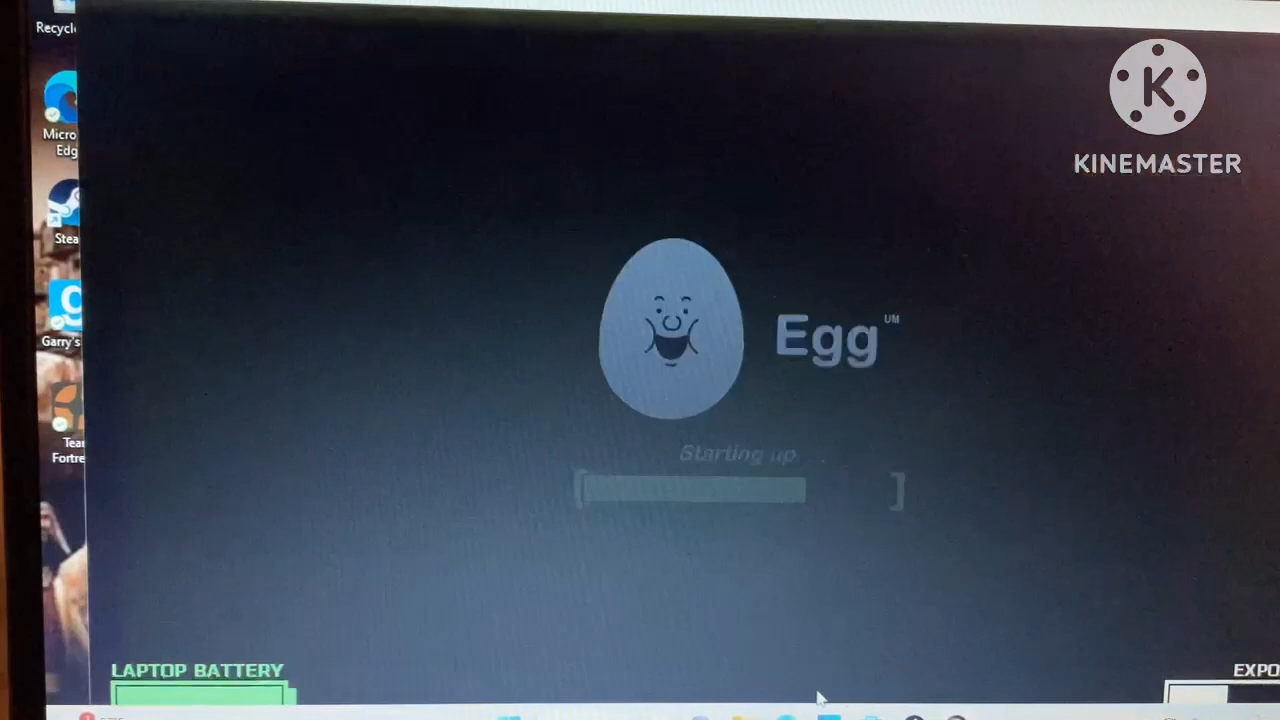 Recycl
KINEMASTER
Micro
Edg
Stea
Garry's
Tea
Fortre
Egg UM
Starting up...
LAPTOP BATTERY
EXPO